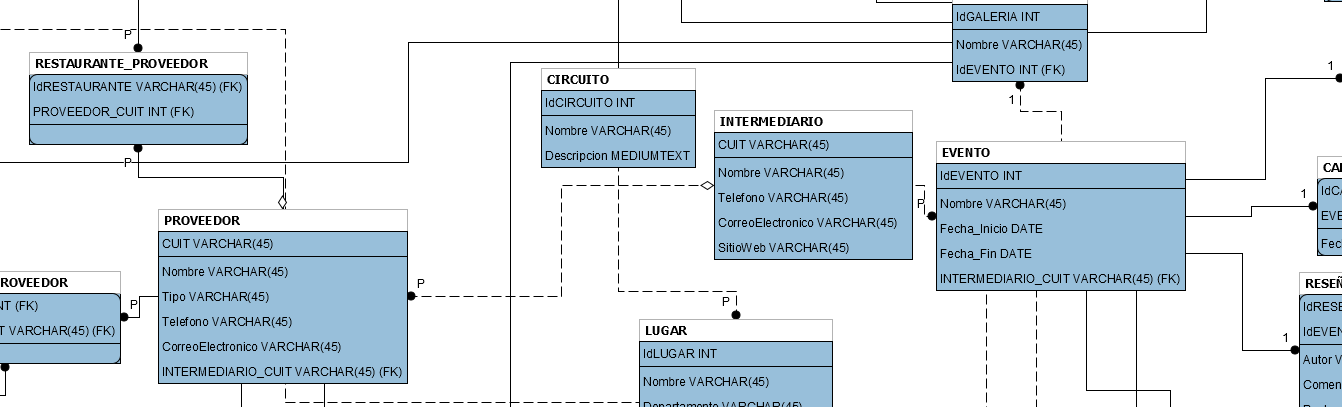 P
RESTAURANTE_PROVEEDOR
IdRESTAURANTE VARCHAR(45) (FK)
PROVEEDOR_CUIT INT (FK)
P
PROVEEDOR
CUIT VARCHAR(45)
Nombre VARCHAR(45)
Tipo VARCHAR(45)
Telefono VARCHAR(45)
CorreoElectronico VARCHAR(45)
INTERMEDIARIO_CUIT VARCHAR(45) (FK)
P
ROVEEDOR
NT (FK)
T VARCHAR(45) (FK)
P
CIRCUITO
IdCIRCUITO INT
Nombre VARCHAR(45)
Descripcion MEDIUMTEXT
INTERMEDIARIO
CUIT VARCHAR(45)
Nombre VARCHAR(45)
Telefono VARCHAR(45)
CorreoElectronico VARCHAR(45)
SitioWeb VARCHAR(45)
P
P
LUGAR
IdLUGAR INT
Nombre VARCHAR(45)
Departamento VARCHAR(45)
IdGALERIA INT
Nombre VARCHAR(45)
IdEVENTO INT (FK)
1
EVENTO
IdEVENTO INT
Nombre VARCHAR(45)
Fecha_Inicio DATE
Fecha_Fin DATE
INTERMEDIARIO_CUIT VARCHAR(45) (FK)
1
1
CA
IdC
EVE
Fec
1
RESEÑ
IdRESE
IdEVEN
Autor V
Comen